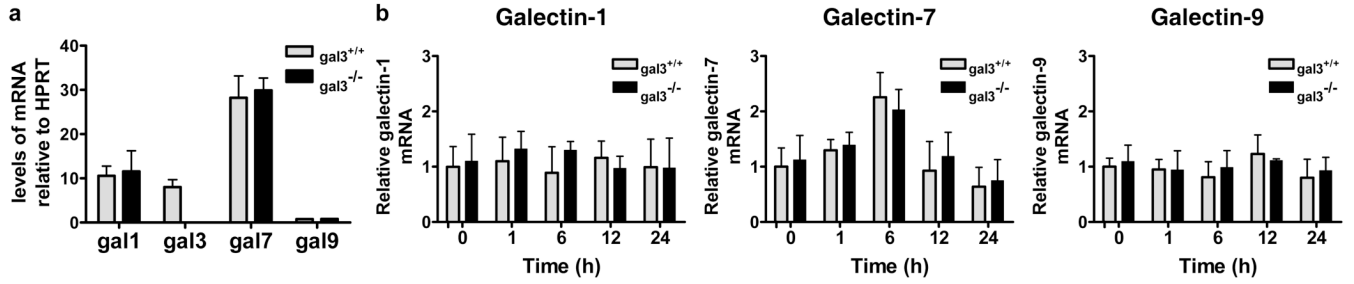 a
levels of mRNA
relative to HPRT
40
30
20
10
0
gal1 gal3 gal7 gal9
gal3+/+
gal3-/-
b
Galectin-1
Relative galectin-1
mRNA
3
2
1
0
0 1 6 12 24
Time (h)
gal3+/+
gal3-/-
Galectin-7
Relative galectin-7
mRNA
3
2
1
0
0 1 6 12 24
Time (h)
gal3+/+
gal3-/-
Galectin-9
Relative galectin-9
mRNA
3
2
1
0
0 1 6 12 24
Time (h)
gal3+/+
gal3-/-